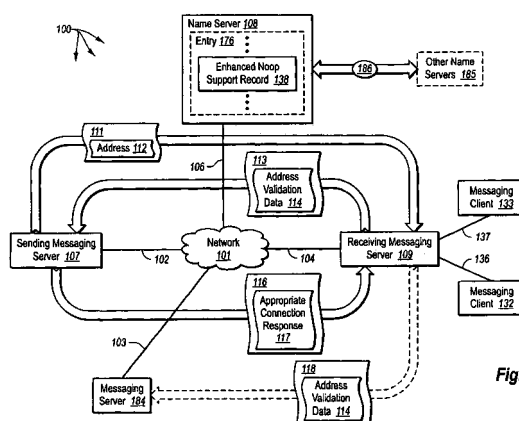 100
Name Server 108
Entry 176
Enhanced Noop
Support Record 138
186
Other Name
Servers 185
111
Address 112
106
113
Address
Validation
Data 114
Messaging
Client 133
137
Sending Messaging
Server 107
102
Network
101
104
Receiving Messaging
Server 109
136
Messaging
Client 132
116
Appropriate
Connection
Response
117
103
Messaging
Server 184
118
Address
Validation
Data 114
Fig